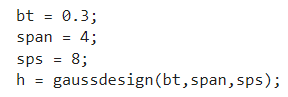 bt = 0.3;
span = 4;
sps = 8;
h = gaussdesign(bt,span,sps);